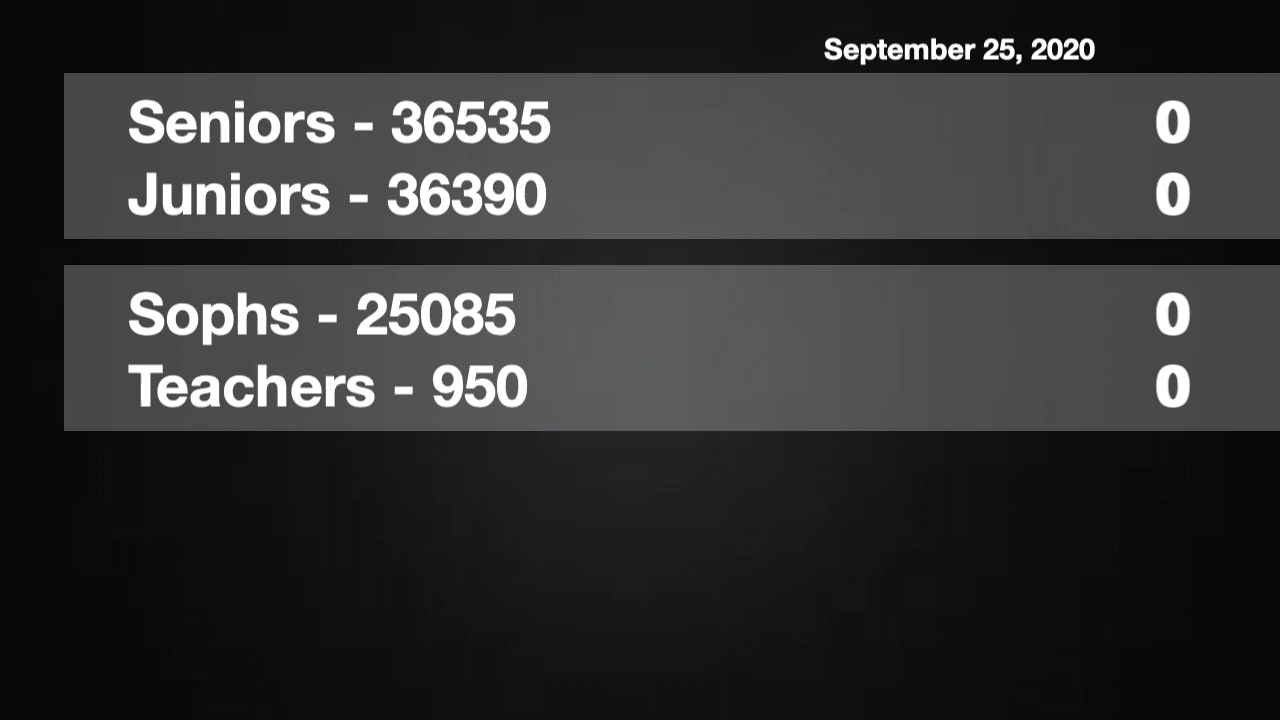 September 25, 2020
Seniors - 36535 0
Juniors - 36390 0
Sophs - 25085 0
Teachers - 950 0